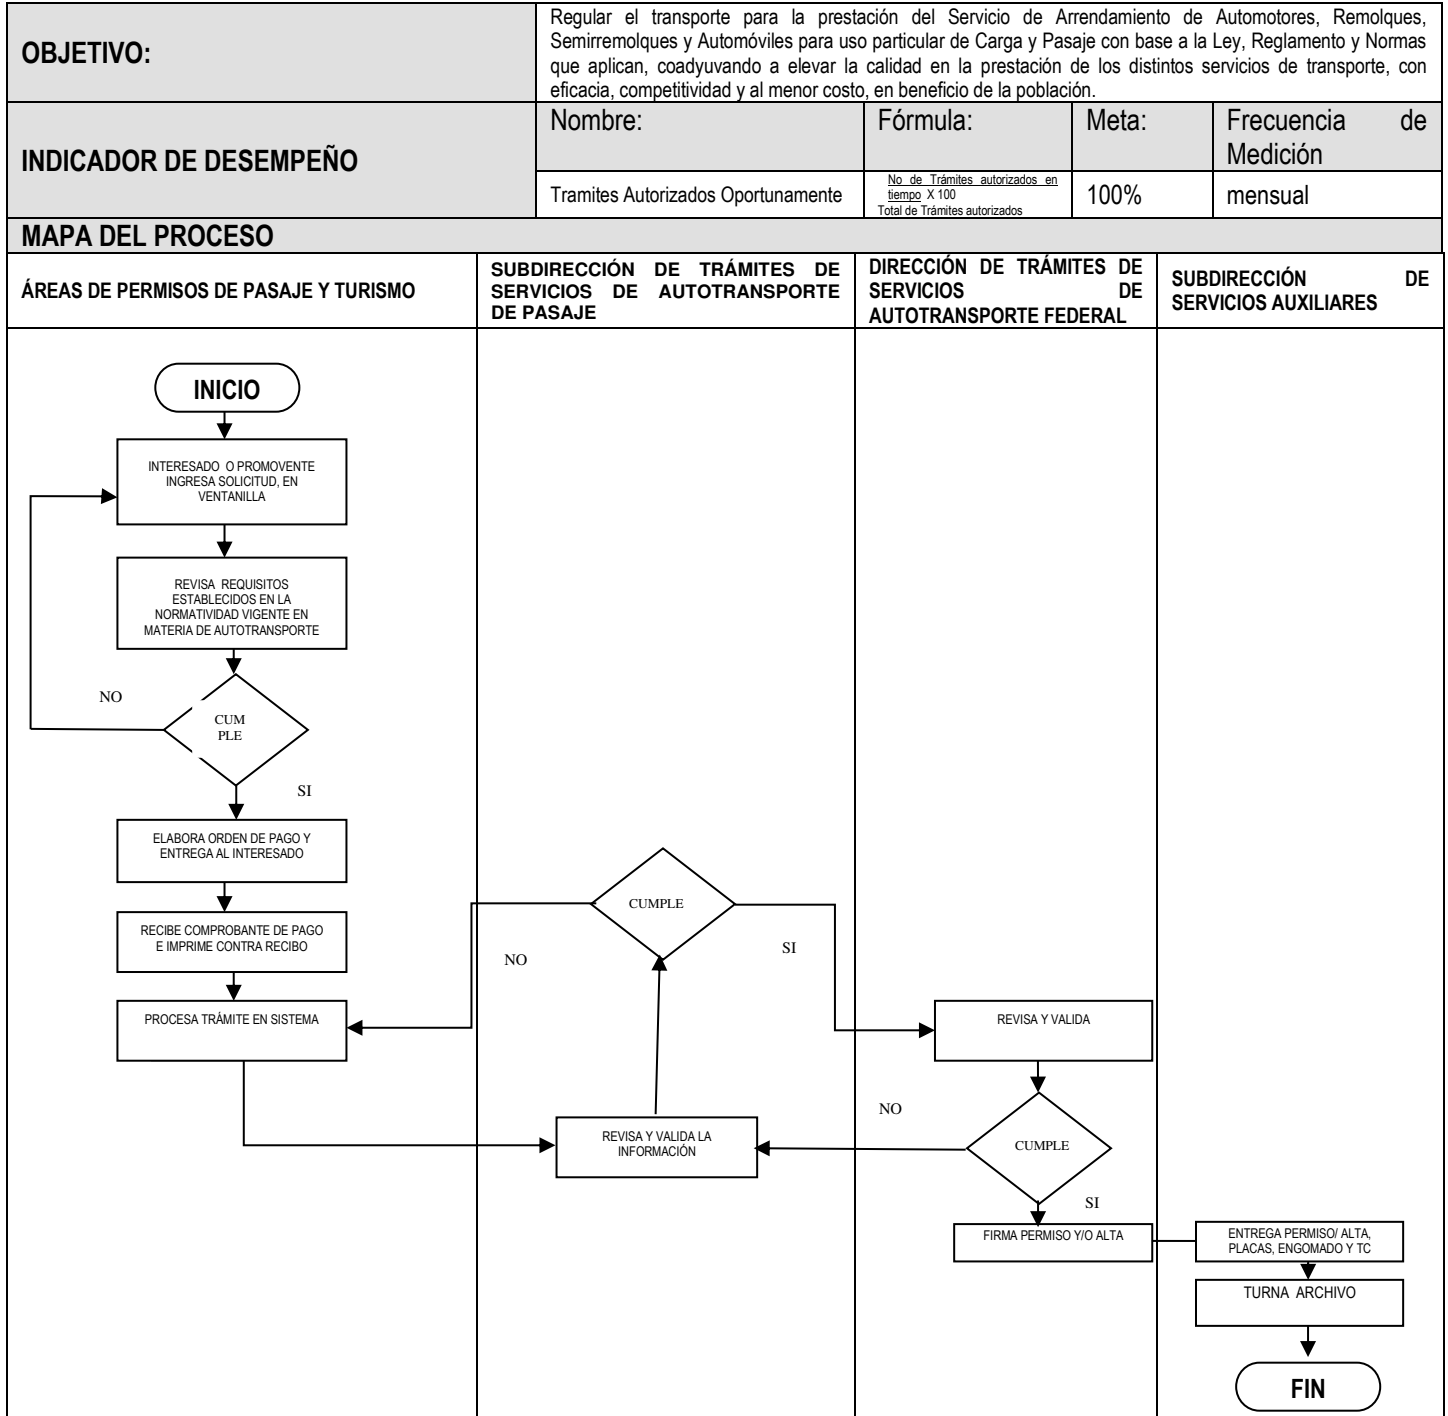 OBJETIVO:
Regular el transporte para la prestación del Servicio de Arrendamiento de Automotores, Remolques,
Semirremolques y Automóviles para uso particular de Carga y Pasaje con base a la Ley, Reglamento y Normas
que aplican, coadyuvando a elevar la calidad en la prestación de los distintos servicios de transporte, con
eficacia, competitividad y al menor costo, en beneficio de la población.
INDICADOR DE DESEMPEÑO
Nombre:
Fórmula:
Meta:
Frecuencia de
Medición
Tramites Autorizados Oportunamente
No de Trámites autorizados en
tiempo X 100
Total de Trámites autorizados
100%
mensual
MAPA DEL PROCESO
ÁREAS DE PERMISOS DE PASAJE Y TURISMO
SUBDIRECCIÓN DE TRÁMITES DE
SERVICIOS DE AUTOTRANSPORTE
DE PASAJE
DIRECCIÓN DE TRÁMITES DE
SERVICIOS DE
AUTOTRANSPORTE FEDERAL
SUBDIRECCIÓN DE
SERVICIOS AUXILIARES
INICIO
INTERESADO O PROMOVENTE
INGRESA SOLICITUD, EN
VENTANILLA
REVISA REQUISITOS
ESTABLECIDOS EN LA
NORMATIVIDAD VIGENTE EN
MATERIA DE AUTOTRANSPORTE
NO
CUM
PLE
SI
ELABORA ORDEN DE PAGO Y
ENTREGA AL INTERESADO
RECIBE COMPROBANTE DE PAGO
E IMPRIME CONTRA RECIBO
PROCESA TRÁMITE EN SISTEMA
CUMPLE
NO
SI
REVISA Y VALIDA LA
INFORMACIÓN
REVISA Y VALIDA
NO
CUMPLE
SI
FIRMA PERMISO Y/O ALTA
ENTREGA PERMISO/ ALTA,
PLACAS, ENGOMADO Y TC
TURNA ARCHIVO
FIN